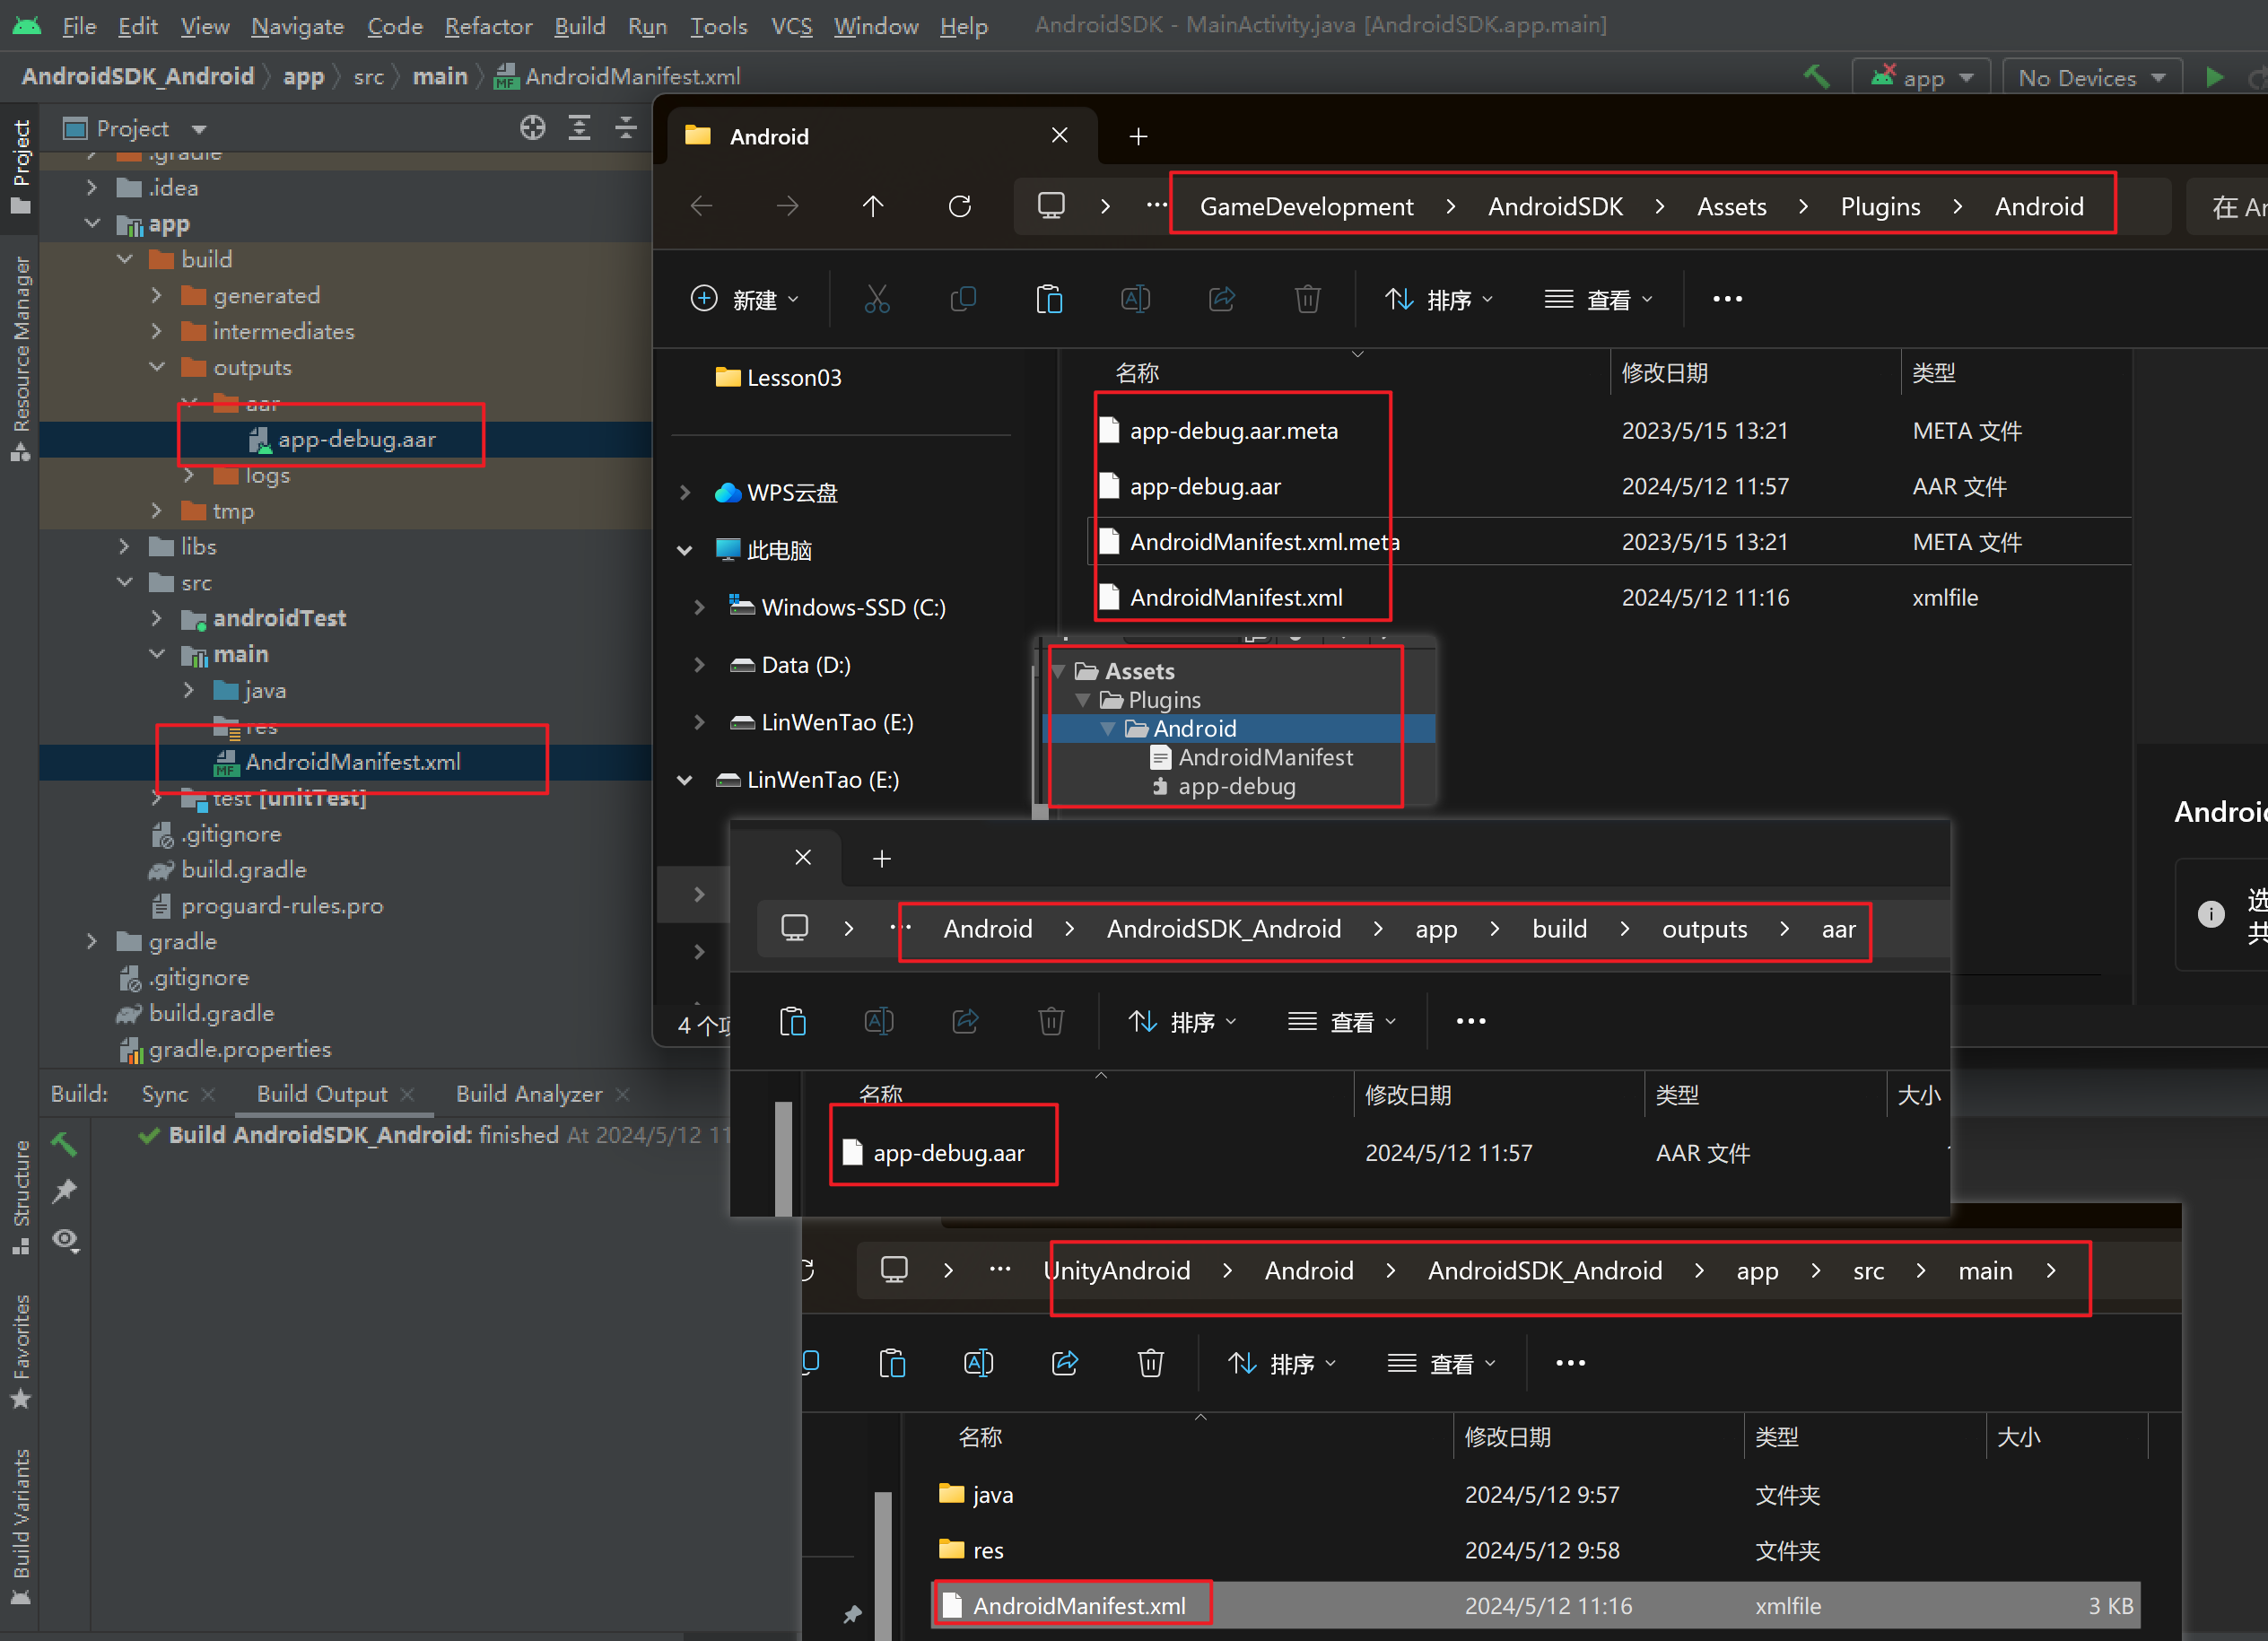 File Edit View Navigate Code Refactor Build Run Tools VCS Window Help AndroidSDK - MainActivity.java [AndroidSDK.app.main]
AndroidSDK_Android app src main AndroidManifest.xml
app No Devices
Project
Project
Resource Manager
Structure
Favorites
Build Variants
.gradle
.idea
app
build
generated
intermediates
outputs
aar
app-debug.aar
logs
tmp
libs
src
androidTest
main
java
res
AndroidManifest.xml
test [unitTest]
.gitignore
build.gradle
proguard-rules.pro
gradle
.gitignore
build.gradle
gradle.properties
Build: Sync Build Output Build Analyzer
Build AndroidSDK_Android: finished At 2024/5/12 11
Android
GameDevelopment AndroidSDK Assets Plugins Android
在
新建 排序 查看
Lesson03
WPS云盘
此电脑
Windows-SSD (C:)
Data (D:)
LinWenTao (E:)
LinWenTao (E:)
4 个项
名称 修改日期 类型
app-debug.aar.meta 2023/5/15 13:21 META 文件
app-debug.aar 2024/5/12 11:57 AAR 文件
AndroidManifest.xml.meta 2023/5/15 13:21 META 文件
AndroidManifest.xml 2024/5/12 11:16 xmlfile
Assets
Plugins
Android
AndroidManifest
app-debug
选
共
Android AndroidSDK_Android app build outputs aar
排序 查看
名称 修改日期 类型 大小
app-debug.aar 2024/5/12 11:57 AAR 文件
UnityAndroid Android AndroidSDK_Android app src main
排序 查看
名称 修改日期 类型 大小
java 2024/5/12 9:57 文件夹
res 2024/5/12 9:58 文件夹
AndroidManifest.xml 2024/5/12 11:16 xmlfile 3 KB